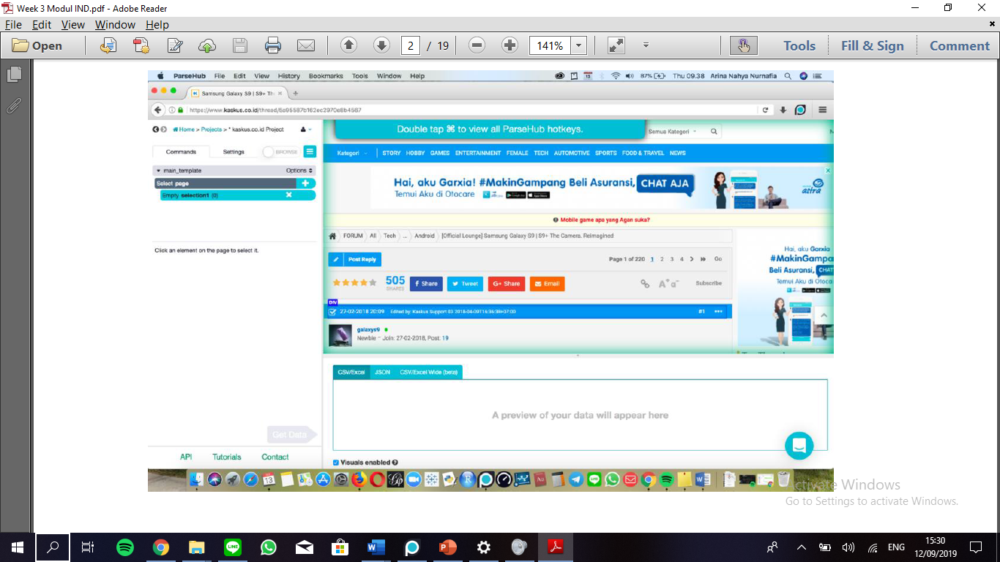 Week 3 Modul IND.pdf - Adobe Reader
File Edit View Window Help
Open 2 / 19 141% Tools Fill & Sign Comment
ParseHub File Edit View History Bookmarks Tools Window Help 87% Thu 09.38 Arina Nahya Nurnafia
Samsung Galaxy S9 | S9+ The
https://www.kaskus.co.id/thread/5a95587b162ec2970e8b4567
Home > Projects > * kaskus.co.id Project
Commands Settings BROWSE
main_template Options
Select page
Empty selection1 (0)
Click an element on the page to select it.
Get Data
API Tutorials Contact
Double tap ⌘ to view all ParseHub hotkeys.
Semua Kategori
Kategori STORY HOBBY GAMES ENTERTAINMENT FEMALE TECH AUTOMOTIVE SPORTS FOOD & TRAVEL NEWS
Hai, aku Garxia! #MakinGampang Beli Asuransi, CHAT AJA
Temui Aku di Otocare
astra
Mobile game apa yang Agan suka?
FORUM All Tech ... Android [Official Lounge] Samsung Galaxy S9 | S9+ The Camera. Reimagined
Post Reply Page 1 of 220 1 2 3 4 Go
505
SHARES
Share Tweet G+ Share Email A+ a- Subscribe
DIV
27-02-2018 20:09 Edited by: Kaskus Support 03 2018-04-09T16:36:38+07:00 #1
galaxys9
Newbie - Join: 27-02-2018, Post: 19
Hai, aku Garxia
#MakinGampa
Beli Asuransi, CHAT
Temui Aku di Otoca
CSV/Excel JSON CSV/Excel Wide (beta)
A preview of your data will appear here
Visuals enabled
Activate Windows
Go to Settings to activate Windows.
ENG
15:30
12/09/2019